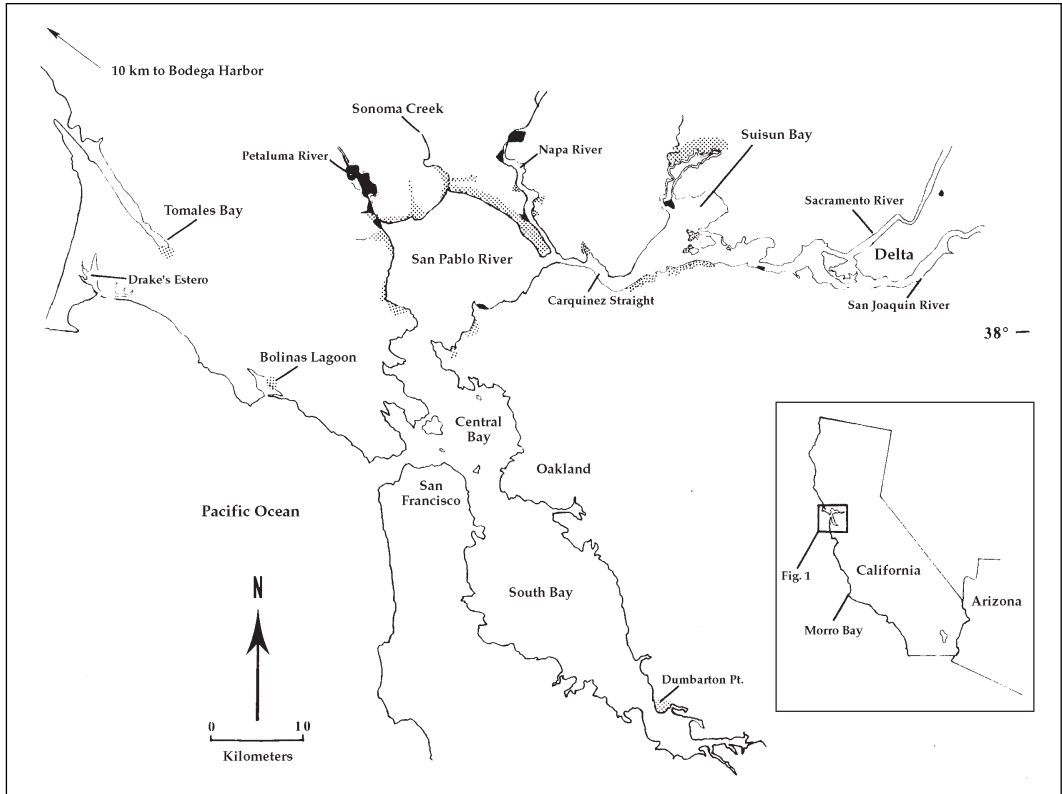 10 km to Bodega Harbor
Sonoma Creek
Petaluma River
Napa River
Suisun Bay
Tomales Bay
Sacramento River
Drake's Estero
San Pablo River
Delta
Carquinez Straight
San Joaquin River
38°
Bolinas Lagoon
Central
Bay
Oakland
San
Francisco
Pacific Ocean
N
South Bay
Dumbarton Pt.
0 10
Kilometers
Fig. 1
California
Arizona
Morro Bay